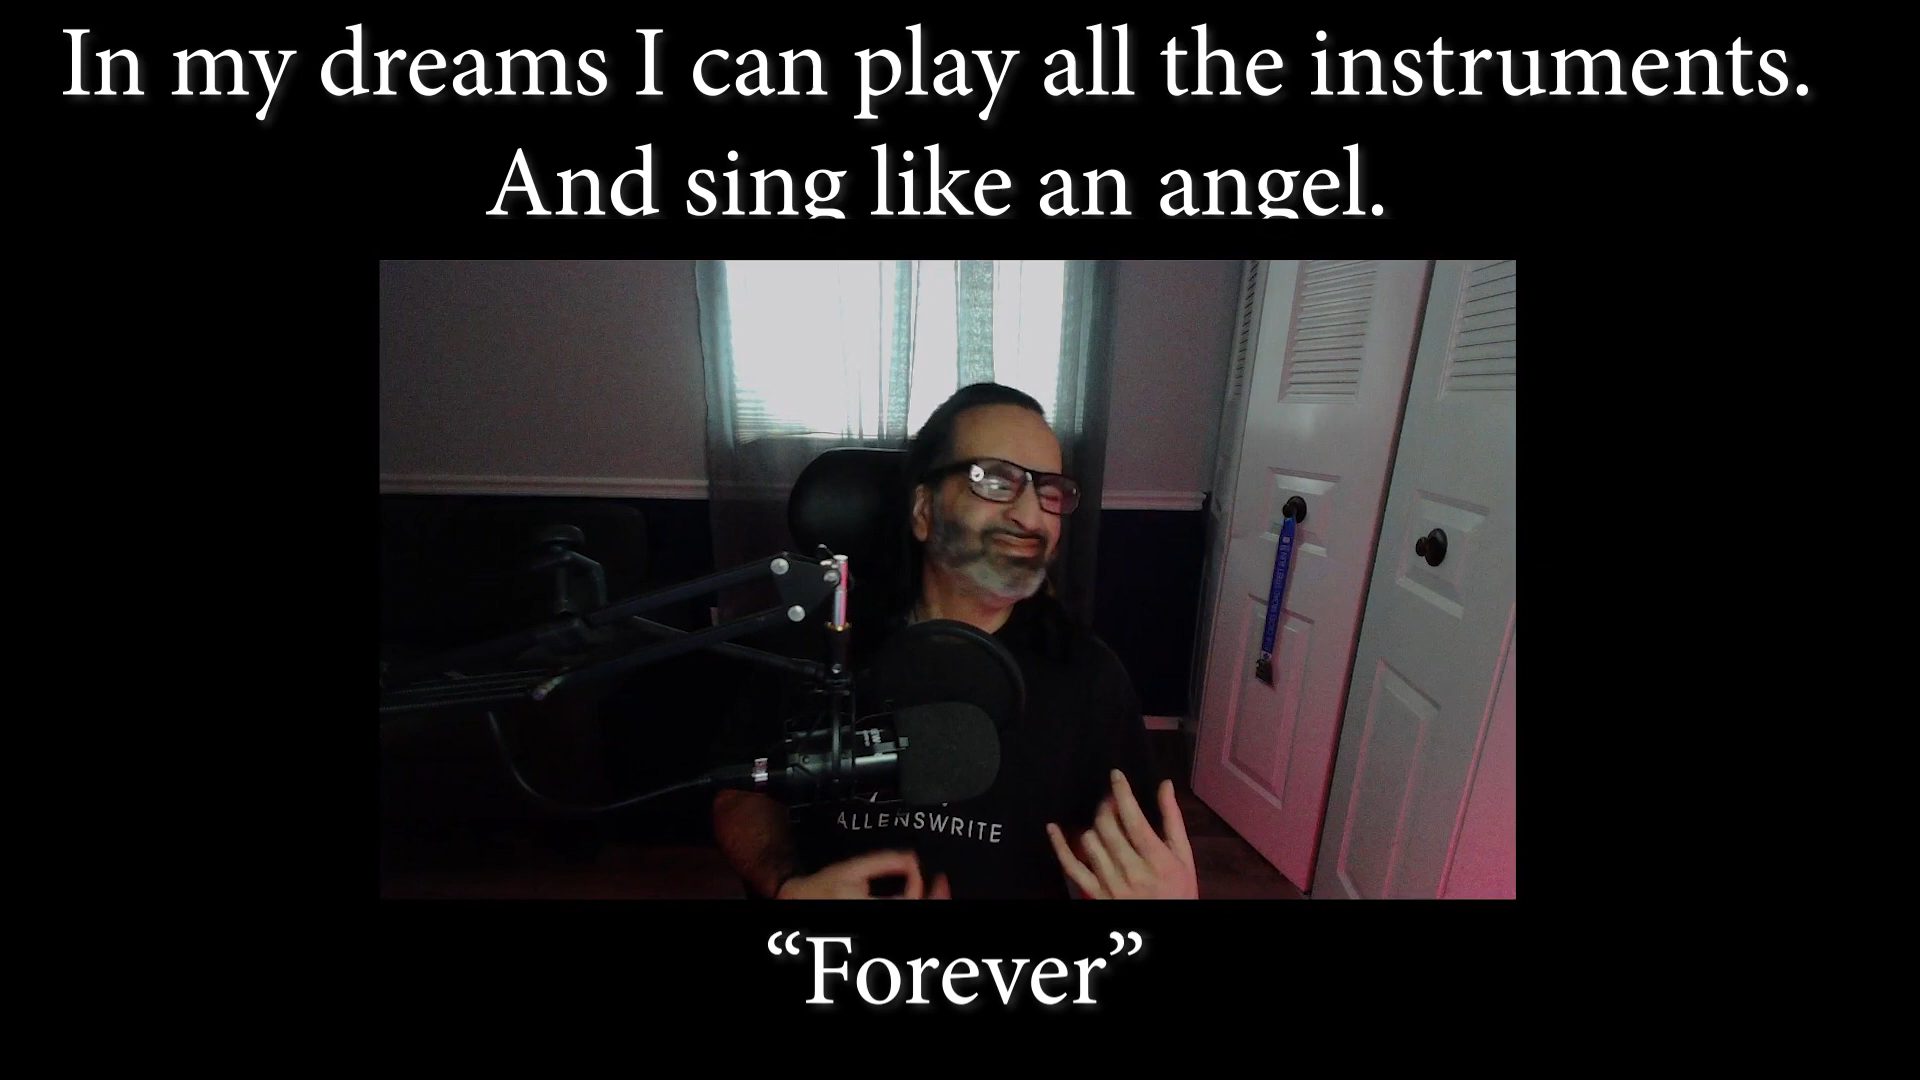 In my dreams I can play all the instruments.
And sing like an angel.
ALLENSWRITE
“Forever”